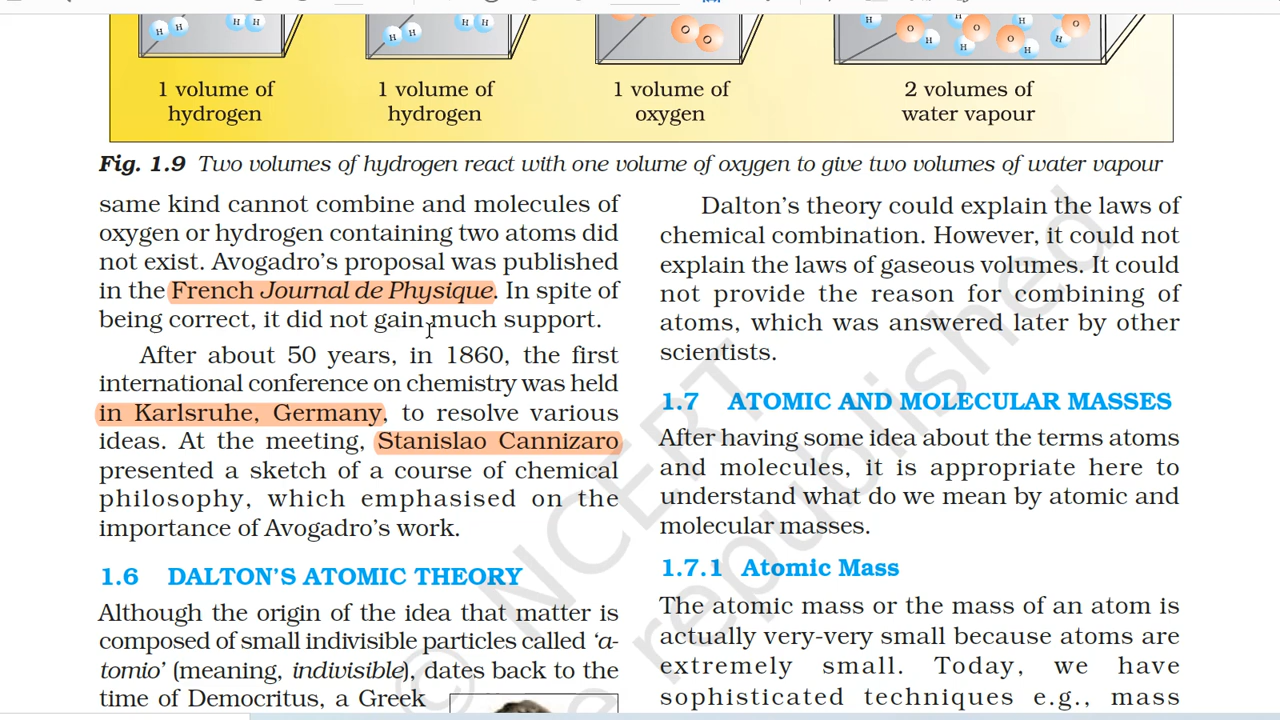 H H H H H H H H O O H O H O H H O H H O
1 volume of
hydrogen
1 volume of
hydrogen
1 volume of
oxygen
2 volumes of
water vapour
Fig. 1.9 Two volumes of hydrogen react with one volume of oxygen to give two volumes of water vapour
same kind cannot combine and molecules of
oxygen or hydrogen containing two atoms did
not exist. Avogadro's proposal was published
in the French Journal de Physique. In spite of
being correct, it did not gain much support.
After about 50 years, in 1860, the first
international conference on chemistry was held
in Karlsruhe, Germany, to resolve various
ideas. At the meeting, Stanislao Cannizaro
presented a sketch of a course of chemical
philosophy, which emphasised on the
importance of Avogadro's work.
1.6 DALTON'S ATOMIC THEORY
Although the origin of the idea that matter is
composed of small indivisible particles called 'a-
tomio' (meaning, indivisible), dates back to the
time of Democritus, a Greek
Dalton's theory could explain the laws of
chemical combination. However, it could not
explain the laws of gaseous volumes. It could
not provide the reason for combining of
atoms, which was answered later by other
scientists.
1.7 ATOMIC AND MOLECULAR MASSES
After having some idea about the terms atoms
and molecules, it is appropriate here to
understand what do we mean by atomic and
molecular masses.
1.7.1 Atomic Mass
The atomic mass or the mass of an atom is
actually very-very small because atoms are
extremely small. Today, we have
sophisticated techniques e.g., mass
© NCERT
republished